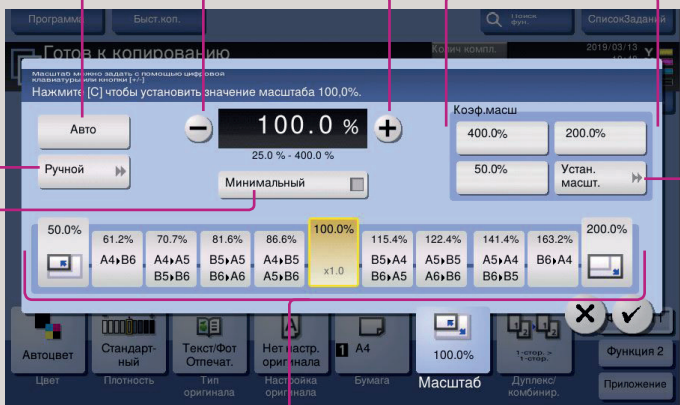 Программа
Быст.коп.
Поиск
фун.
СписокЗаданий
Готов к копированию
Колич компл.
2019/03/13
Y
Масштаб можно задать с помощью цифровой
клавиатуры или кнопки [+/-]
Нажмите [C] чтобы установить значение масштаба 100,0%.
Авто
100.0 %
25.0 % - 400.0 %
Ручной
Минимальный
Коэф.масш
400.0%
200.0%
50.0%
Устан.
масшт.
50.0%
61.2%
A4▸B6
70.7%
A4▸A5
B5▸B6
81.6%
B5▸A5
B6▸A6
86.6%
A4▸B5
A5▸B6
100.0%
x1.0
115.4%
B5▸A4
B6▸A5
122.4%
A5▸B5
A6▸B6
141.4%
A5▸A4
B6▸B5
163.2%
B6▸A4
200.0%
Автоцвет
Стандарт-
ный
Текст/Фот
Отпечат.
Нет настр.
оригинала
1 A4
100.0%
1-стор. >
1-стор.
Функция 2
Цвет
Плотность
Тип
оригинала
Настройка
оригинала
Бумага
Масштаб
Дуплекс/
комбинир.
Приложение